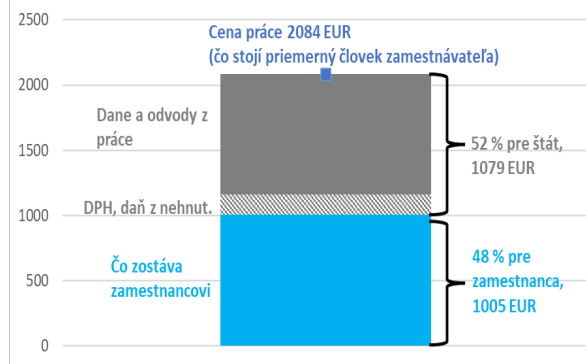 2500
Cena práce 2084 EUR
(čo stojí priemerný človek zamestnávateľa)
2000
Dane a odvody z
práce
1500
52 % pre štát,
1079 EUR
DPH, daň z nehnut.
1000
Čo zostáva
zamestnancovi
48 % pre
zamestnanca,
1005 EUR
500
0